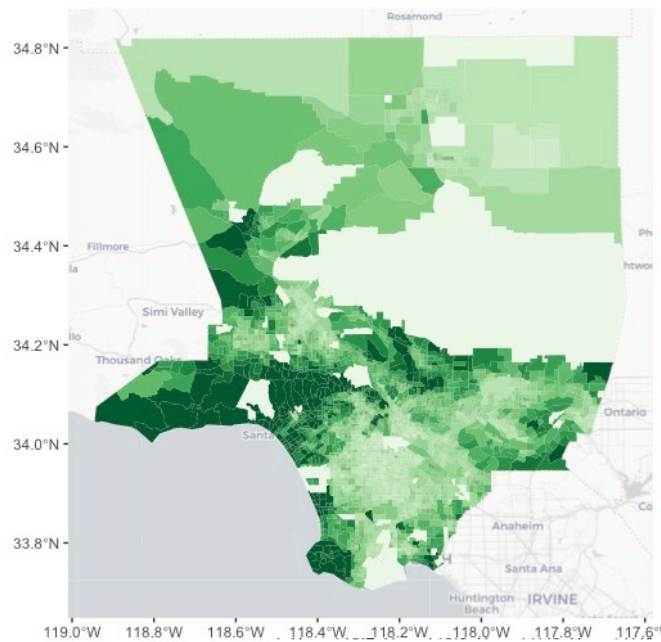 Rosamond
34.8°N
34.6°N
34.4°N
Fillmore
Simi Valley
34.2°N
Thousand Oaks
Ontario
34.0°N
Santa
Anaheim
33.8°N
Santa Ana
Huntington
Beach
IRVINE
119.0°W 118.8°W 118.6°W 118.4°W 118.2°W 118.0°W 117.8°W 117.6°